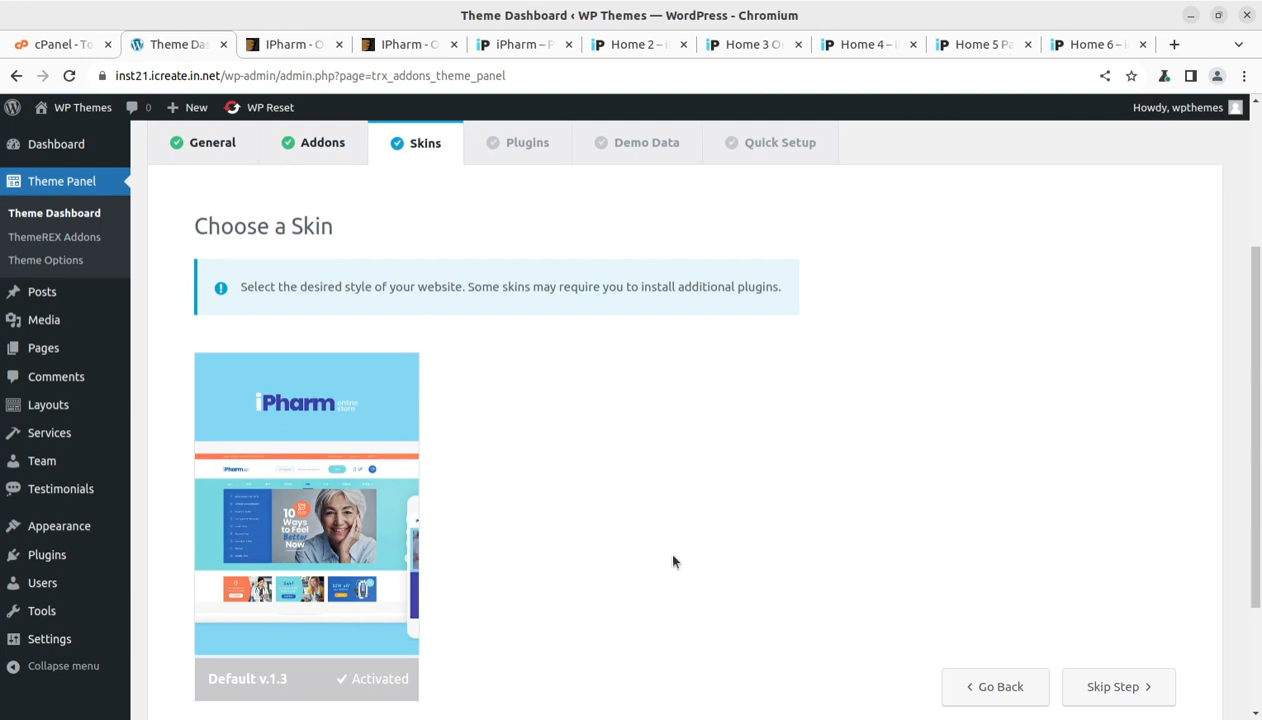 Theme Dashboard ‹ WP Themes — WordPress - Chromium
cPanel - To
Theme Das
IPharm - O
IPharm - O
iPharm – P
Home 2 – i
Home 3 O
Home 4 – i
Home 5 Pa
Home 6 – i
inst21.icreate.in.net/wp-admin/admin.php?page=trx_addons_theme_panel
WP Themes
0
New
WP Reset
Howdy, wpthemes
Dashboard
Theme Panel
Theme Dashboard
ThemeREX Addons
Theme Options
Posts
Media
Pages
Comments
Layouts
Services
Team
Testimonials
Appearance
Plugins
Users
Tools
Settings
Collapse menu
General
Addons
Skins
Plugins
Demo Data
Quick Setup
Choose a Skin
Select the desired style of your website. Some skins may require you to install additional plugins.
iPharm online store
iPharm
10 Ways to Feel Better Now
Default v.1.3
Activated
Go Back
Skip Step